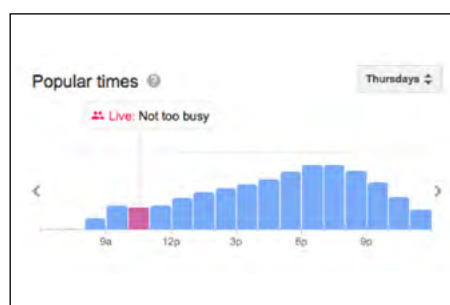 Popular times ?
Thursdays
Live: Not too busy
9a 12p 3p 6p 9p